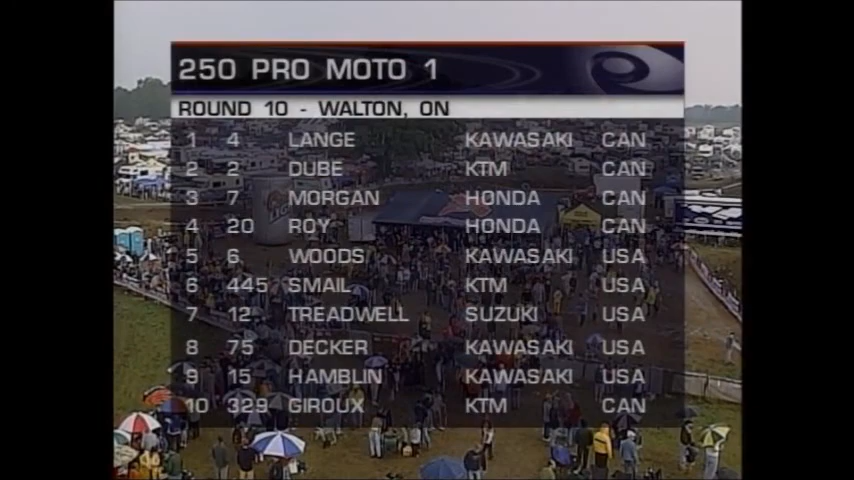 250 PRO MOTO 1
ROUND 10 - WALTON, ON
1 4 LANGE KAWASAKI CAN
2 2 DUBE KTM CAN
3 7 MORGAN HONDA CAN
4 20 ROY HONDA CAN
5 6 WOODS KAWASAKI USA
6 445 SMAIL KTM USA
7 12 TREADWELL SUZUKI USA
8 75 DECKER KAWASAKI USA
9 15 HAMBLIN KAWASAKI USA
10 329 GIROUX KTM CAN